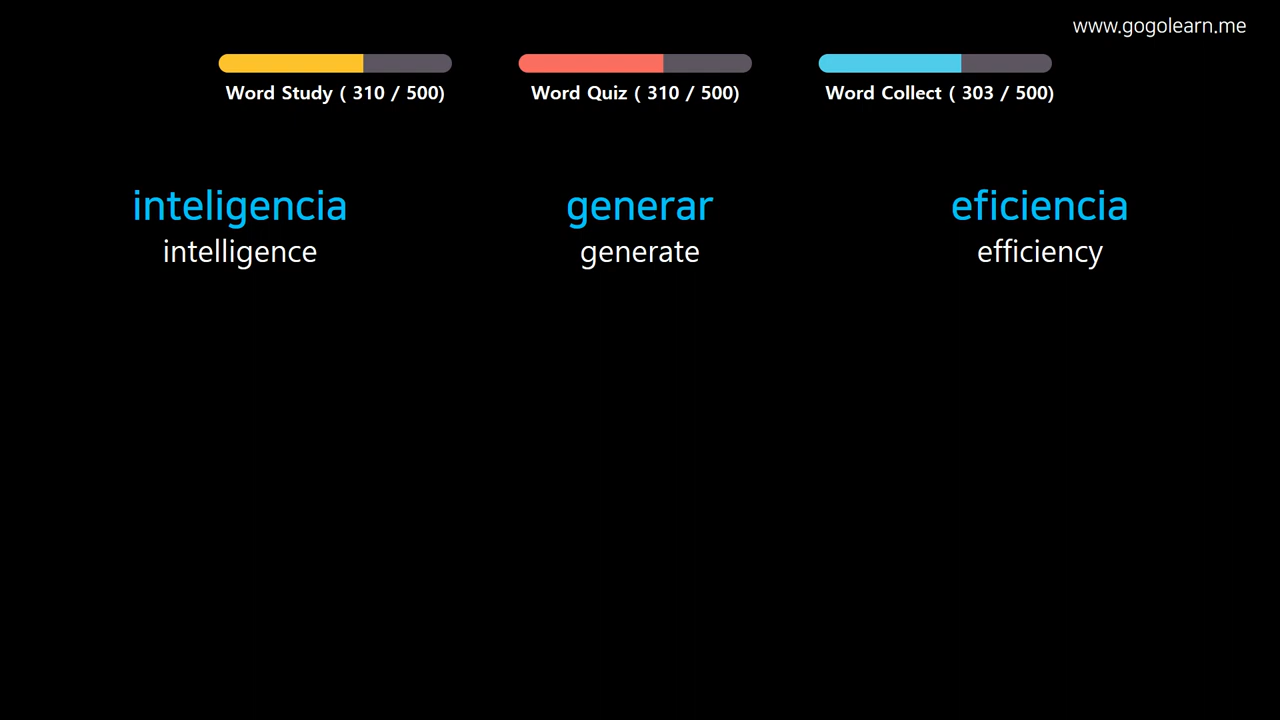 www.gogolearn.me
Word Study ( 310 / 500)
Word Quiz ( 310 / 500)
Word Collect ( 303 / 500)
inteligencia
intelligence
generar
generate
eficiencia
efficiency